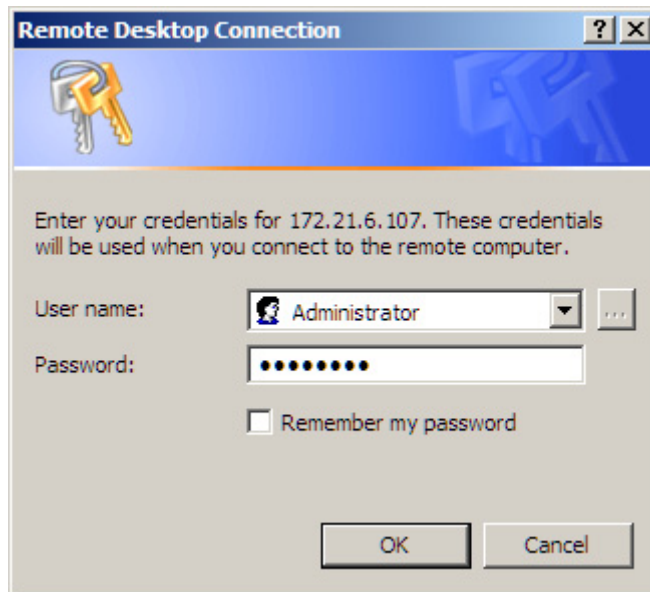 Remote Desktop Connection
Enter your credentials for 172.21.6.107. These credentials
will be used when you connect to the remote computer.
User name:
Administrator
...
Password:
••••••••
Remember my password
OK
Cancel